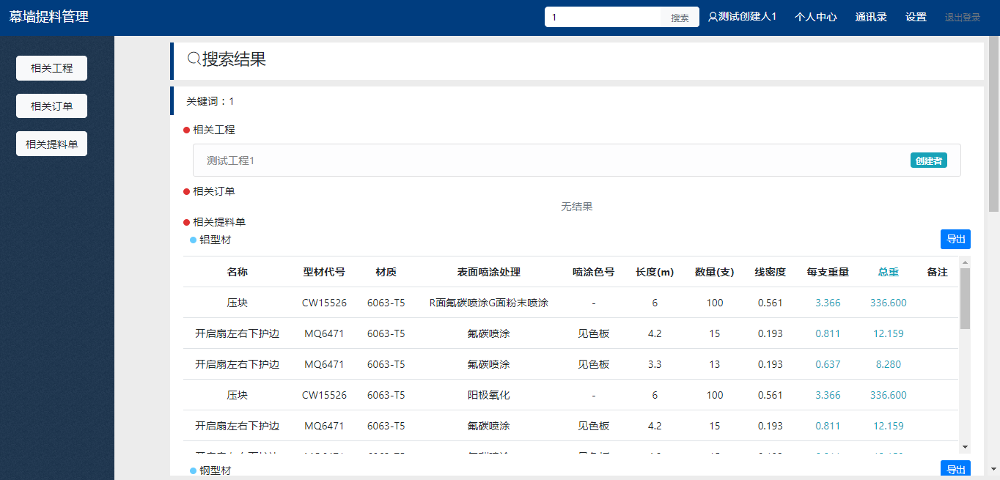 幕墙提料管理
1 搜索 测试创建人1 个人中心 通讯录 设置 退出登录
相关工程
相关订单
相关提料单
搜索结果
关键词：1
相关工程
测试工程1 创建者
相关订单
无结果
相关提料单
铝型材 导出
名称 型材代号 材质 表面喷涂处理 喷涂色号 长度(m) 数量(支) 线密度 每支重量 总重 备注
压块 CW15526 6063-T5 R面氟碳喷涂G面粉末喷涂 - 6 100 0.561 3.366 336.600
开启扇左右下护边 MQ6471 6063-T5 氟碳喷涂 见色板 4.2 15 0.193 0.811 12.159
开启扇左右下护边 MQ6471 6063-T5 氟碳喷涂 见色板 3.3 13 0.193 0.637 8.280
压块 CW15526 6063-T5 阳极氧化 - 6 100 0.561 3.366 336.600
开启扇左右下护边 MQ6471 6063-T5 氟碳喷涂 见色板 4.2 15 0.193 0.811 12.159
钢型材 导出